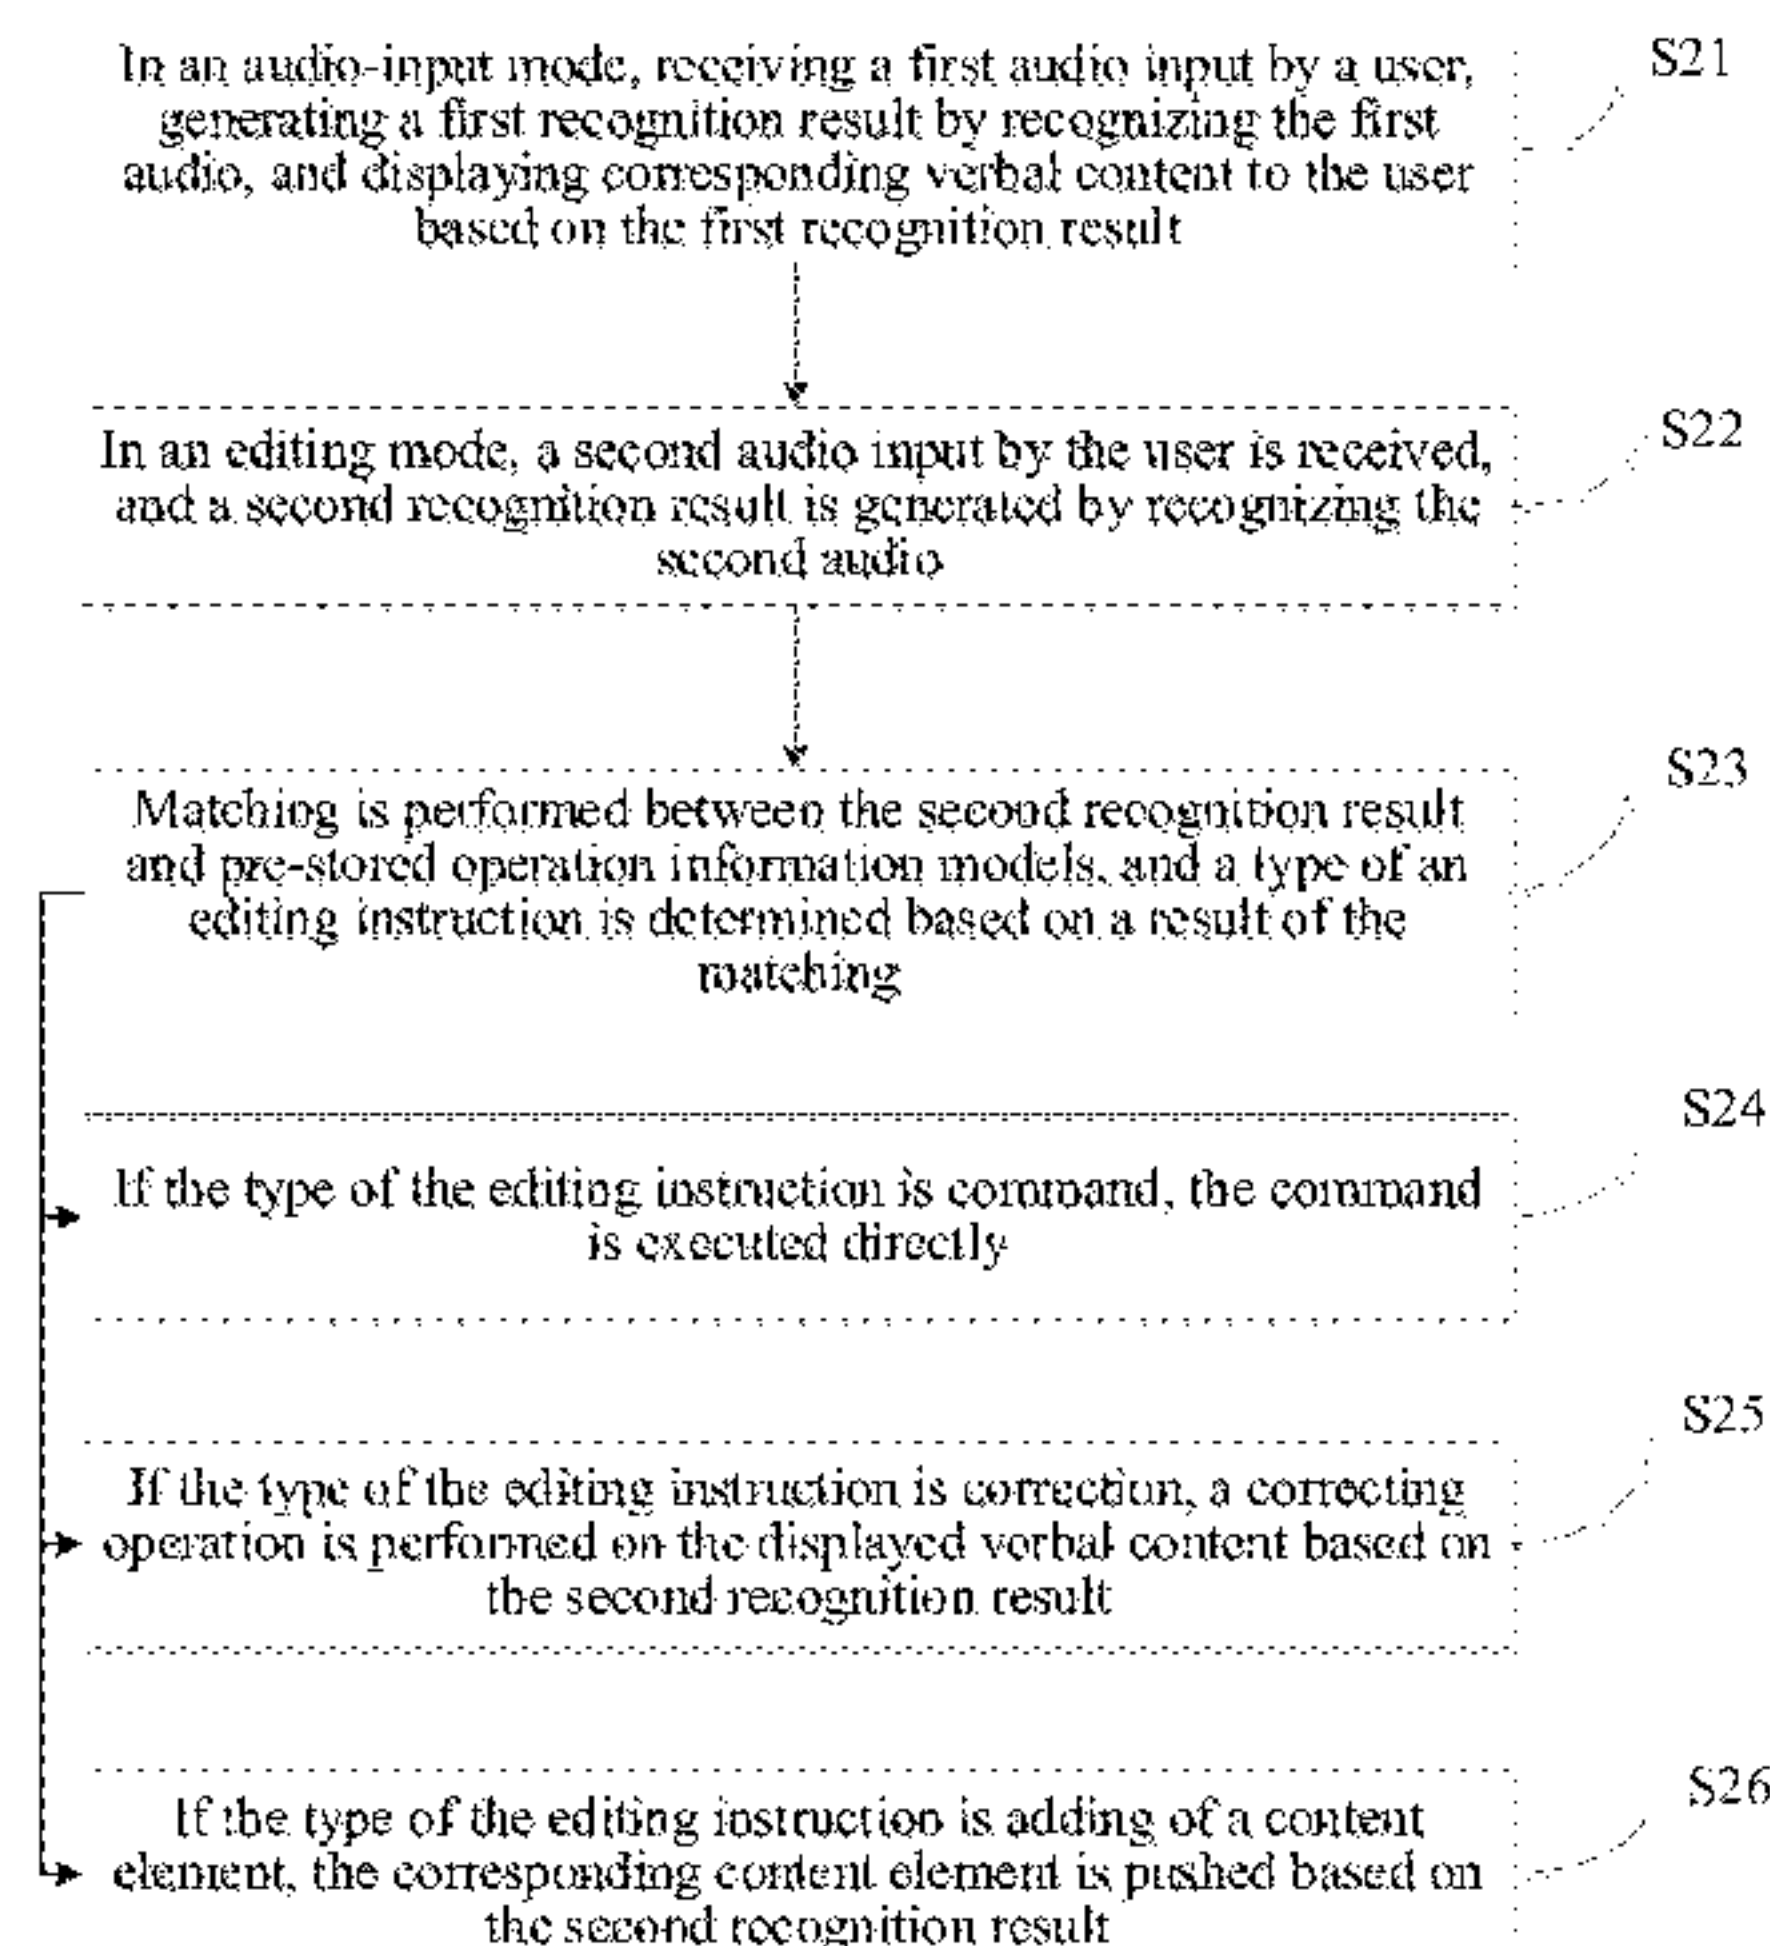 In an audio-input mode, receiving a first audio input by a user,
generating a first recognition result by recognizing the first
audio, and displaying corresponding verbal content to the user
based on the first recognition result
S21
In an editing mode, a second audio input by the user is received,
and a second recognition result is generated by recognizing the
second audio
S22
Matching is performed between the second recognition result
and pre-stored operation information models, and a type of an
editing instruction is determined based on a result of the
matching
S23
If the type of the editing instruction is command, the command
is executed directly
S24
If the type of the editing instruction is correction, a correcting
operation is performed on the displayed verbal content based on
the second recognition result
S25
If the type of the editing instruction is adding of a content
element, the corresponding content element is pushed based on
the second recognition result
S26